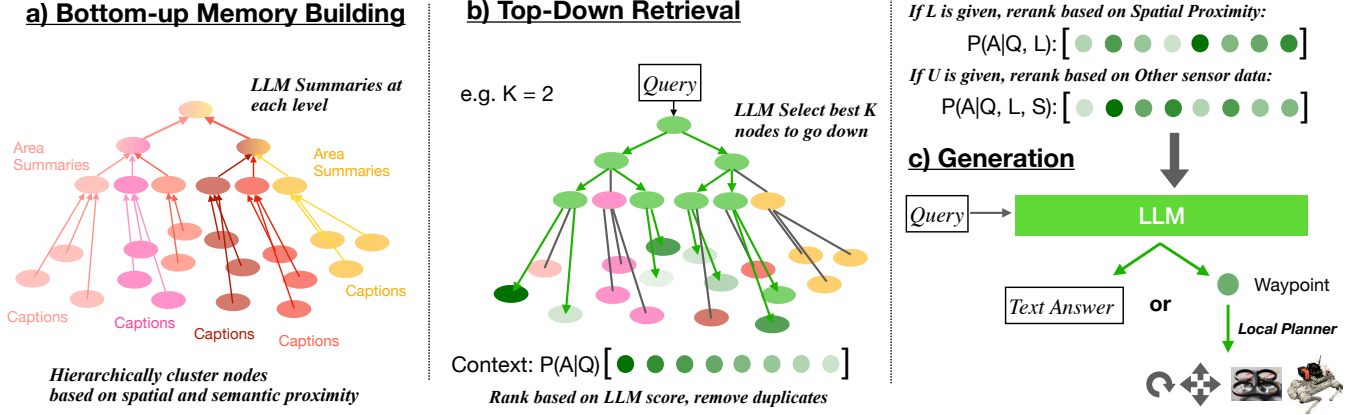 a) Bottom-up Memory Building
LLM Summaries at
each level
Area
Summaries
Area
Summaries
Captions
Captions
Captions
Captions
Captions
Hierarchically cluster nodes
based on spatial and semantic proximity
b) Top-Down Retrieval
e.g. K = 2
Query
LLM Select best K
nodes to go down
Context: P(A|Q) [ ]
Rank based on LLM score, remove duplicates
If L is given, rerank based on Spatial Proximity:
P(A|Q, L): [ ]
If U is given, rerank based on Other sensor data:
P(A|Q, L, S): [ ]
c) Generation
Query
LLM
Text Answer
or
Waypoint
Local Planner